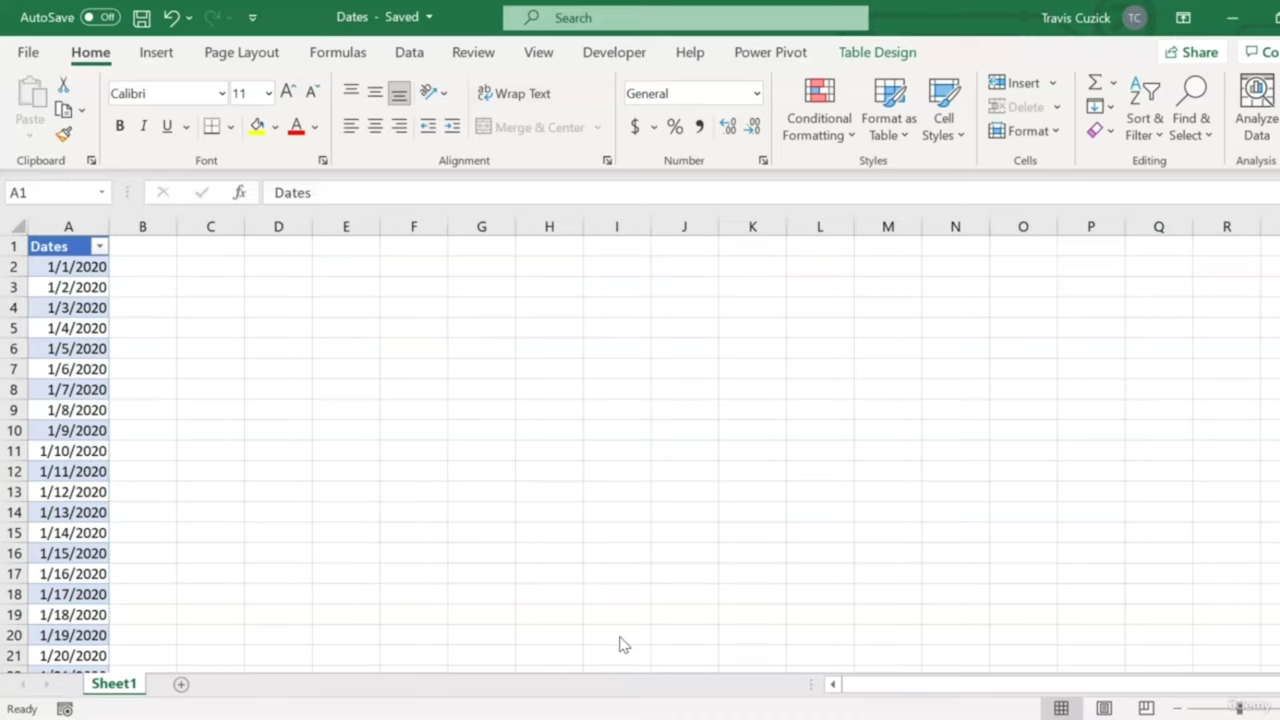 AutoSave Off Dates - Saved Search Travis Cuzick TC
File Home Insert Page Layout Formulas Data Review View Developer Help Power Pivot Table Design Share Co
Paste Calibri 11 A A Wrap Text General Insert
B I U A Merge & Center $ % 9 Conditional Formatting Format as Table Cell Styles Delete Format Sort & Filter Find & Select Analyze Data
Clipboard Font Alignment Number Styles Cells Editing Analysis
A1 fx Dates
A B C D E F G H I J K L M N O P Q R
1 Dates
2 1/1/2020
3 1/2/2020
4 1/3/2020
5 1/4/2020
6 1/5/2020
7 1/6/2020
8 1/7/2020
9 1/8/2020
10 1/9/2020
11 1/10/2020
12 1/11/2020
13 1/12/2020
14 1/13/2020
15 1/14/2020
16 1/15/2020
17 1/16/2020
18 1/17/2020
19 1/18/2020
20 1/19/2020
21 1/20/2020
Sheet1
Ready